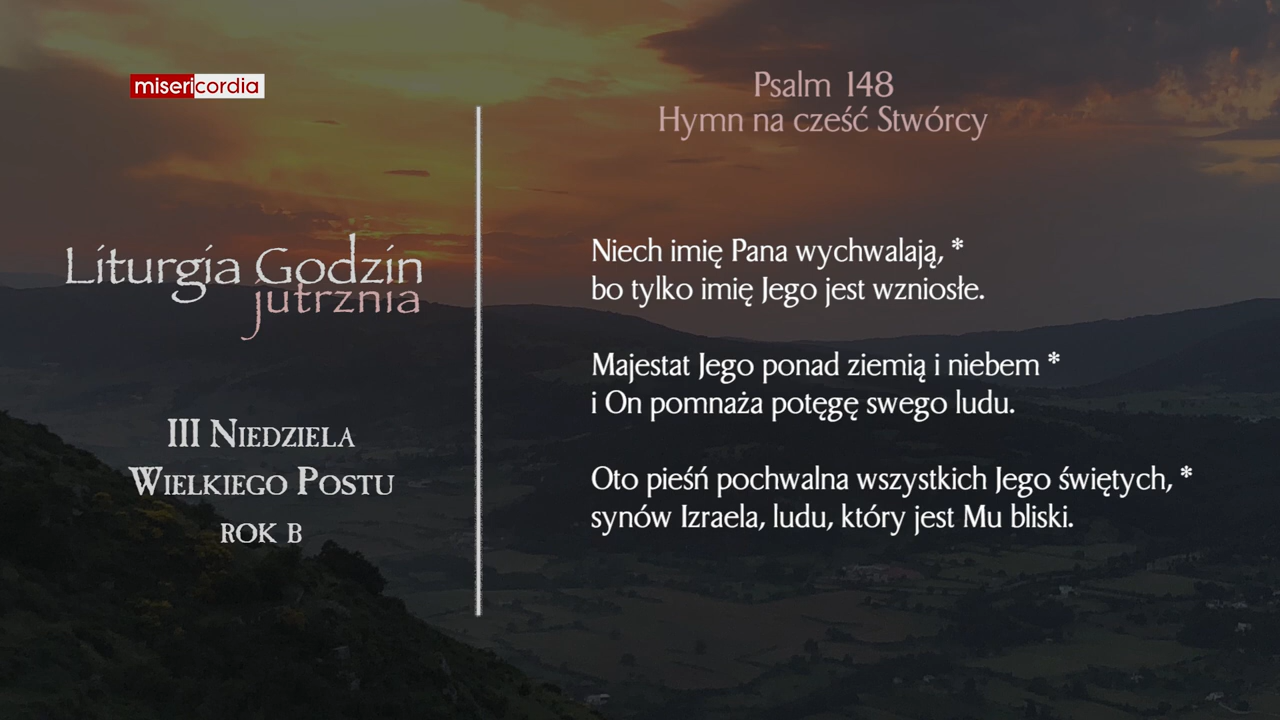 misericordia
Liturgia Godzin
jutrznia
III Niedziela
Wielkiego Postu
rok B
Psalm 148
Hymn na cześć Stwórcy
Niech imię Pana wychwalają, *
bo tylko imię Jego jest wzniosłe.
Majestat Jego ponad ziemią i niebem *
i On pomnaża potęgę swego ludu.
Oto pieśń pochwalna wszystkich Jego świętych, *
synów Izraela, ludu, który jest Mu bliski.